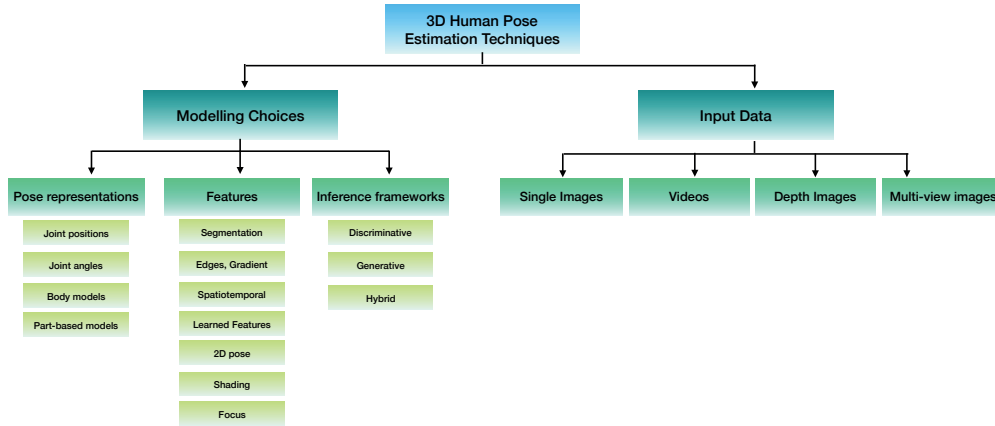 3D Human Pose
Estimation Techniques
Modelling Choices
Input Data
Pose representations
Features
Inference frameworks
Single Images
Videos
Depth Images
Multi-view images
Joint positions
Joint angles
Body models
Part-based models
Segmentation
Edges, Gradient
Spatiotemporal
Learned Features
2D pose
Shading
Focus
Discriminative
Generative
Hybrid